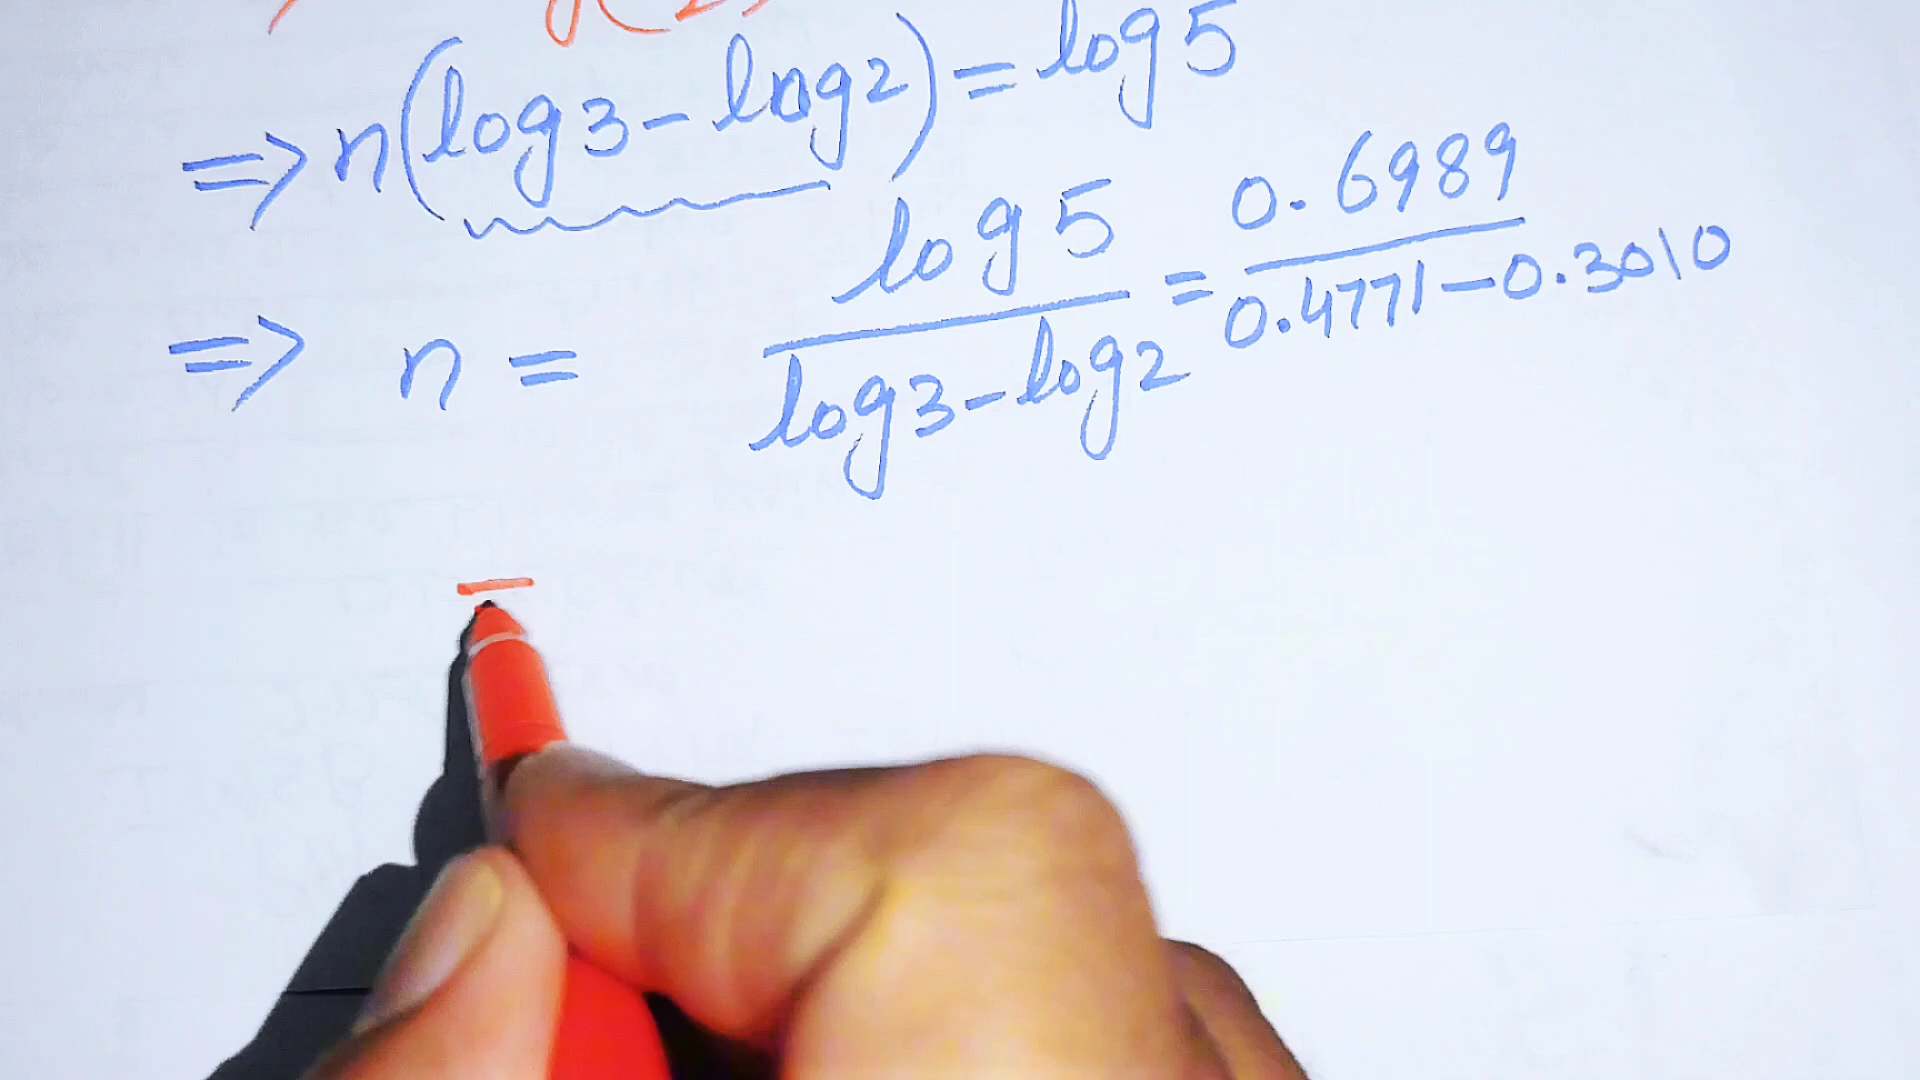 => n(log3-log2) = log5
=> n = log5 / log3-log2 = 0.6989 / 0.4771-0.3010